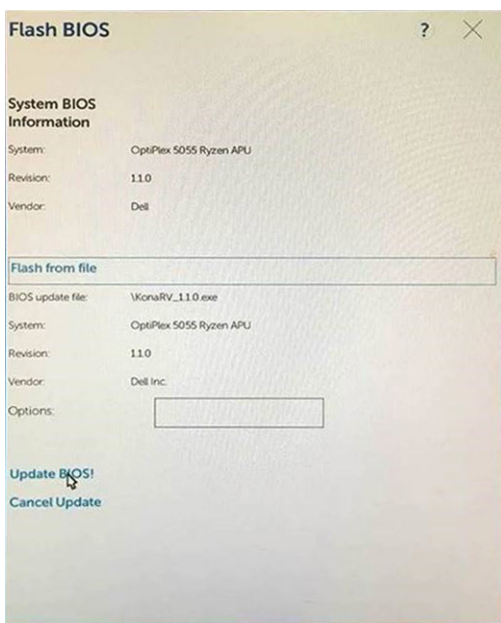 Flash BIOS ?
System BIOS
Information
System: OptiPlex 5055 Ryzen APU
Revision: 1.1.0
Vendor: Dell
Flash from file
BIOS update file: \KonaRV_1.1.0.exe
System: OptiPlex 5055 Ryzen APU
Revision: 1.1.0
Vendor: Dell Inc.
Options:
Update BIOS!
Cancel Update